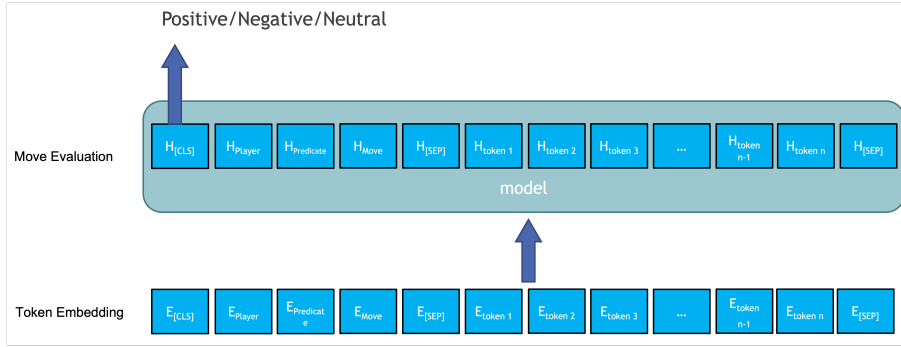 Positive/Negative/Neutral
Move Evaluation
H[CLS] HPlayer HPredicate HMove H[SEP] Htoken 1 Htoken 2 Htoken 3 ... Htoken n-1 Htoken n H[SEP]
model
Token Embedding
E[CLS] EPlayer EPredicate EMove E[SEP] Etoken 1 Etoken 2 Etoken 3 ... Etoken n-1 Etoken n E[SEP]